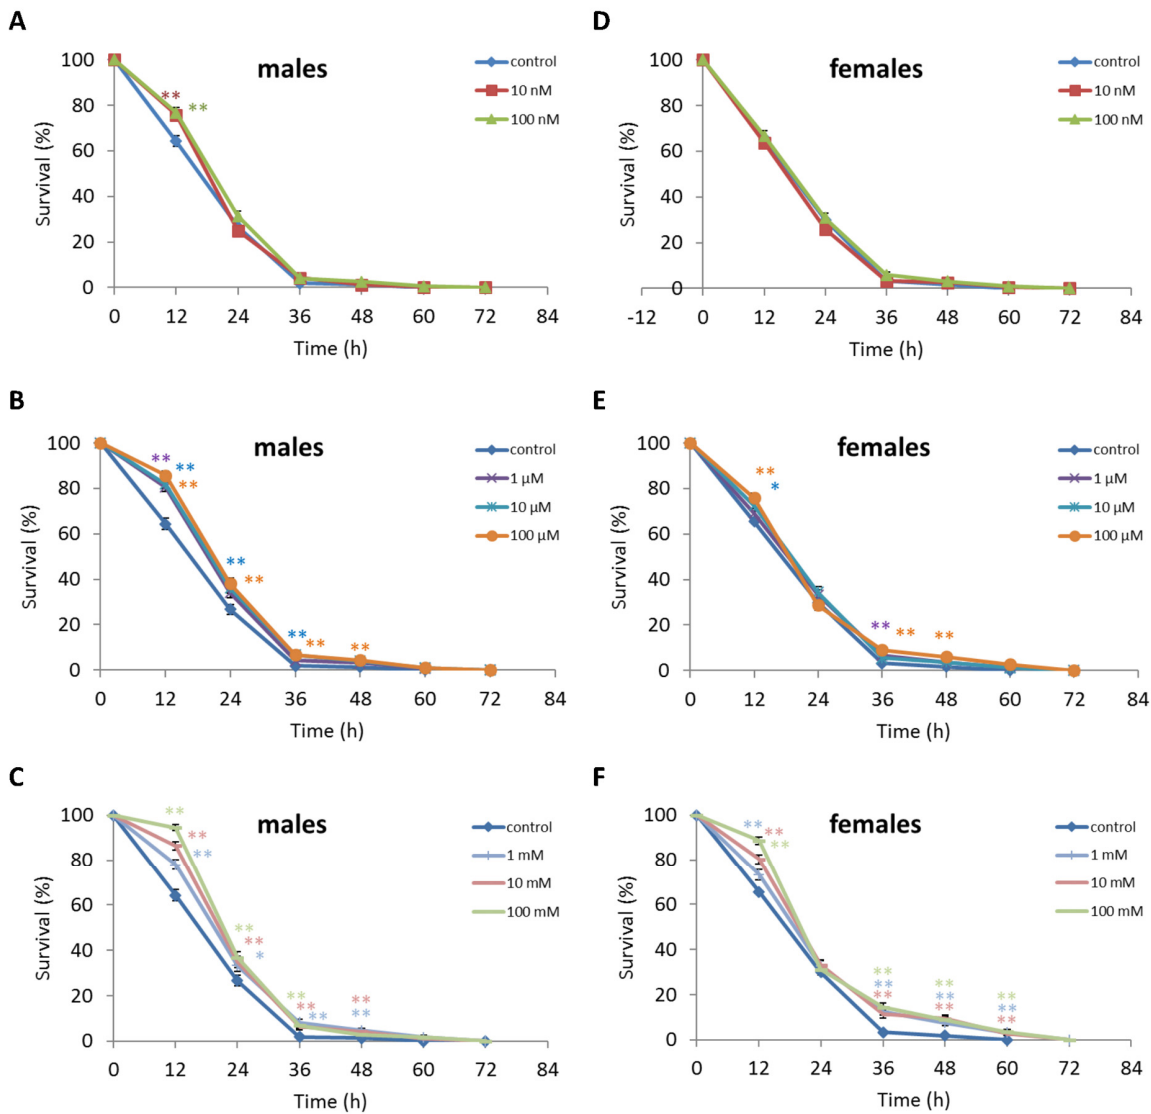 A
males
control
10 nM
100 nM
Survival (%)
100
80
60
40
20
0
** **
0 12 24 36 48 60 72 84
Time (h)
D
females
control
10 nM
100 nM
Survival (%)
100
80
60
40
20
0
-12 0 12 24 36 48 60 72 84
Time (h)
B
males
control
1 µM
10 µM
100 µM
Survival (%)
100
80
60
40
20
0
** **
**
** **
** ** **
0 12 24 36 48 60 72 84
Time (h)
E
females
control
1 µM
10 µM
100 µM
Survival (%)
100
80
60
40
20
0
**
*
** ** **
0 12 24 36 48 60 72 84
Time (h)
C
males
control
1 mM
10 mM
100 mM
Survival (%)
100
80
60
40
20
0
**
**
**
**
**
*
** **
** ** **
0 12 24 36 48 60 72 84
Time (h)
F
females
control
1 mM
10 mM
100 mM
Survival (%)
100
80
60
40
20
0
** **
**
** ** **
** ** **
** ** **
0 12 24 36 48 60 72 84
Time (h)